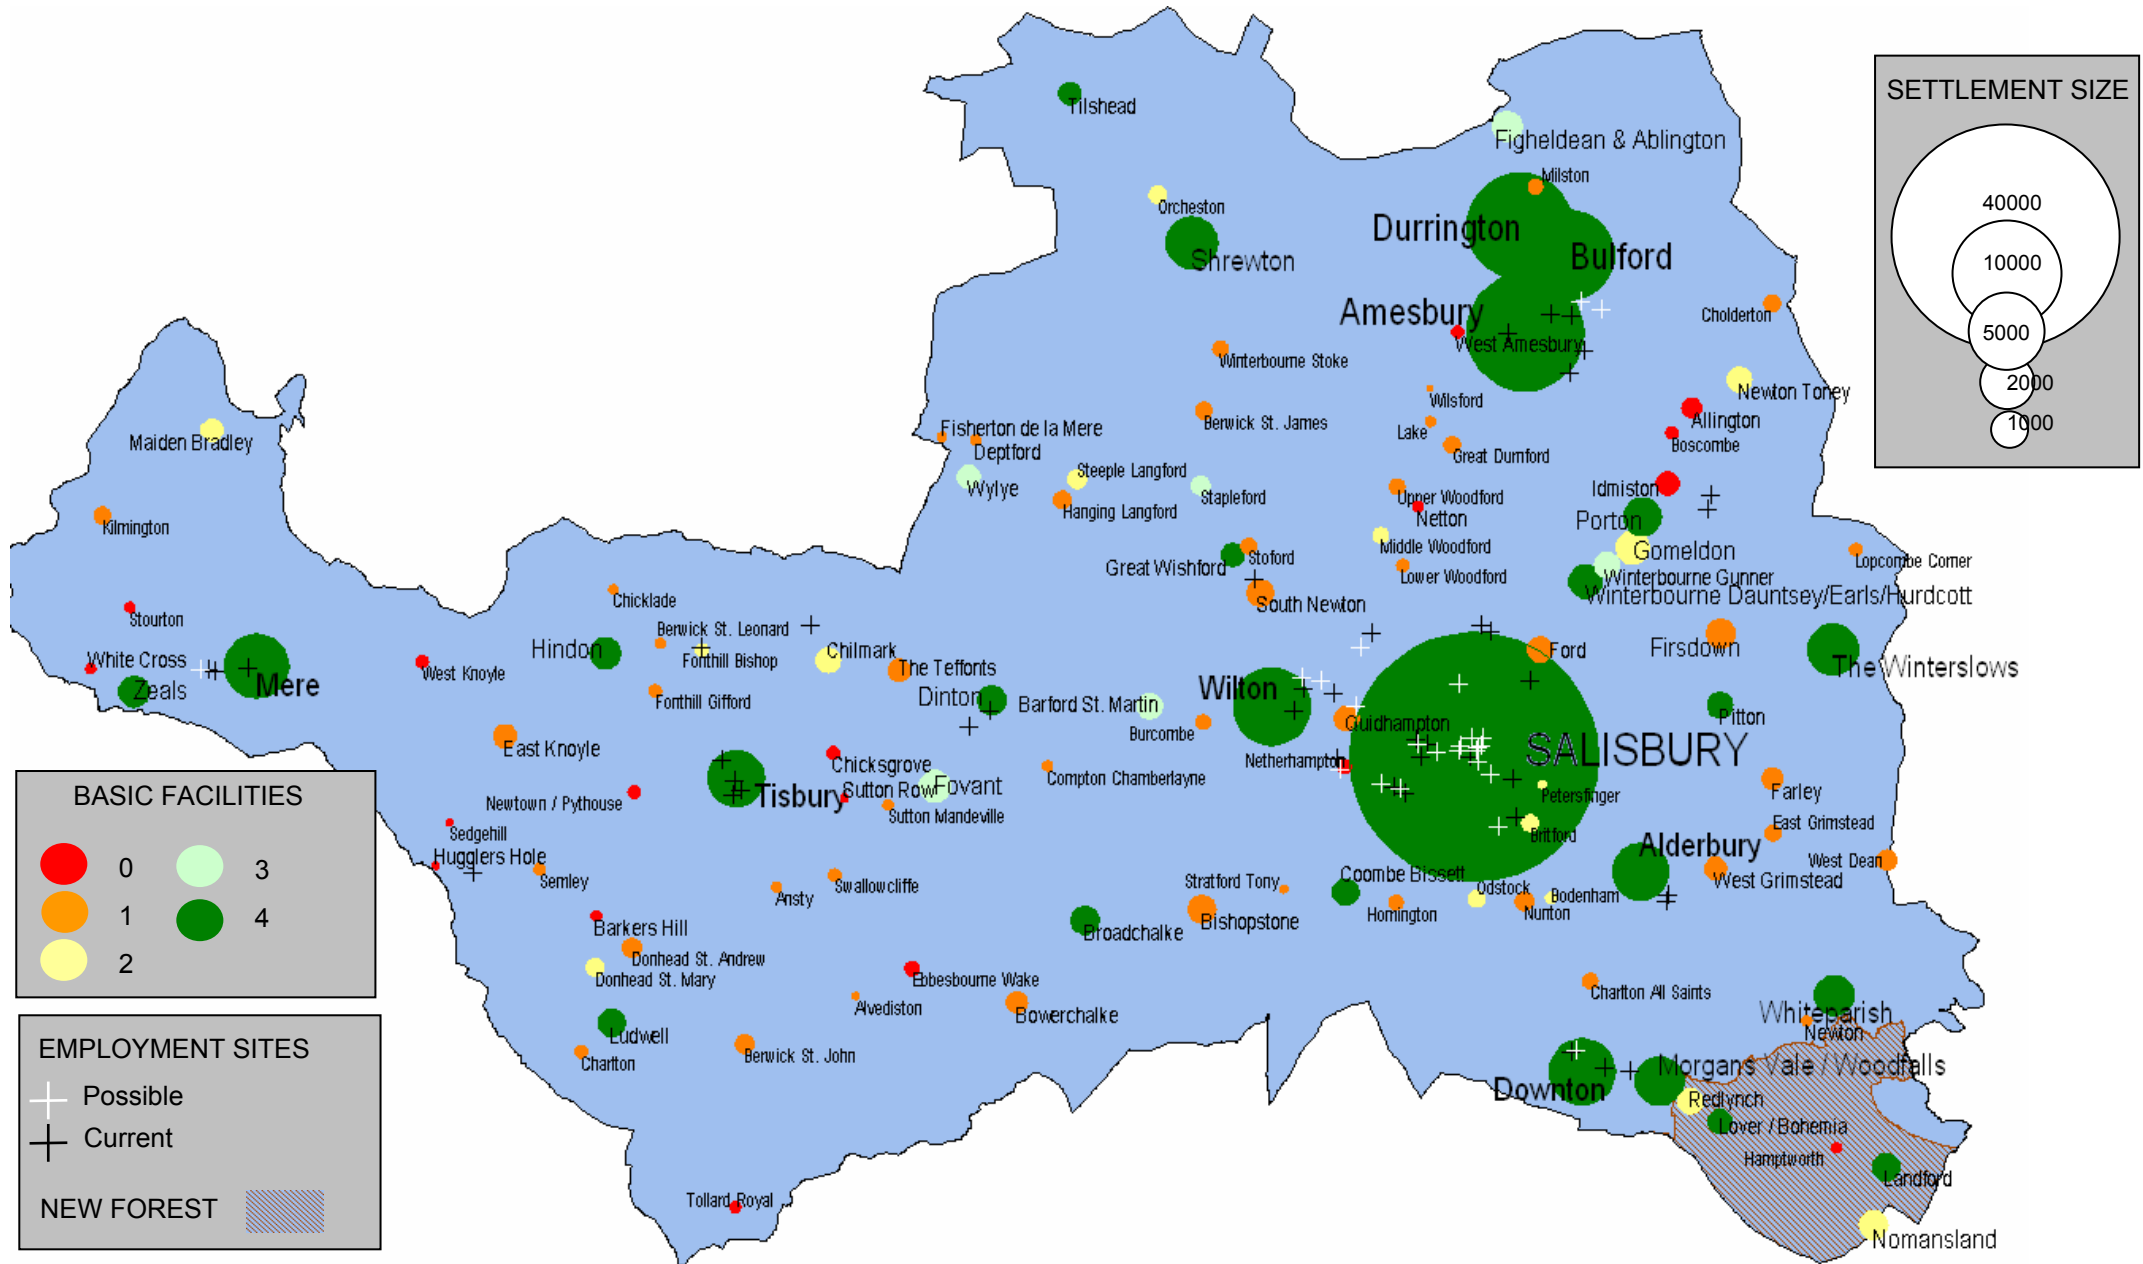 SETTLEMENT SIZE
40000
10000
5000
2000
1000
Tilshead
Figheldean & Ablington
Milston
Orcheston
Durrington
Shrewton
Bulford
Amesbury
Cholderton
West Amesbury
Winterbourne Stoke
Newton Toney
Wilsford
Berwick St. James
Allington
Lake
Maiden Bradley
Fisherton de la Mere
Deptford
Boscombe
Great Durnford
Steeple Langford
Wylye
Stapleford
Idmiston
Upper Woodford
Hanging Langford
Netton
Porton
Kilmington
Middle Woodford
Gomeldon
Stoford
Great Wishford
Lopcombe Corner
Lower Woodford
Winterbourne Gunner
Winterbourne Dauntsey/Earls/Hurdcott
Chicklade
South Newton
Stourton
Berwick St. Leonard
Hindon
Chilmark
Ford
Firsdown
White Cross
Fonthill Bishop
The Teffonts
The Winterslows
West Knoyle
Mere
Zeals
Wilton
Dinton
Fonthill Gifford
Barford St. Martin
Pitton
Quidhampton
Burcombe
East Knoyle
SALISBURY
Netherhampton
Chicksgrove
Compton Chamberlayne
Tisbury
Sutton Row
Fovant
Petersfinger
Farley
Newtown / Pythouse
Sutton Mandeville
East Grimstead
Sedgehill
Britford
Alderbury
Hugglers Hole
West Dean
Coombe Bissett
West Grimstead
Semley
Swallowcliffe
Stratford Tony
Odstock
Ansty
Bodenham
Homington
Nunton
Bishopstone
Barkers Hill
Broadchalke
Donhead St. Andrew
Donhead St. Mary
Ebbesbourne Wake
Charlton All Saints
Alvediston
Bowerchalke
Whiteparish
Newton
Ludwell
Berwick St. John
Charlton
Morgans Vale / Woodfalls
Downton
Redlynch
Lover / Bohemia
Hamptworth
Landford
Tollard Royal
Nomansland
BASIC FACILITIES
0
3
1
4
2
EMPLOYMENT SITES
Possible
Current
NEW FOREST